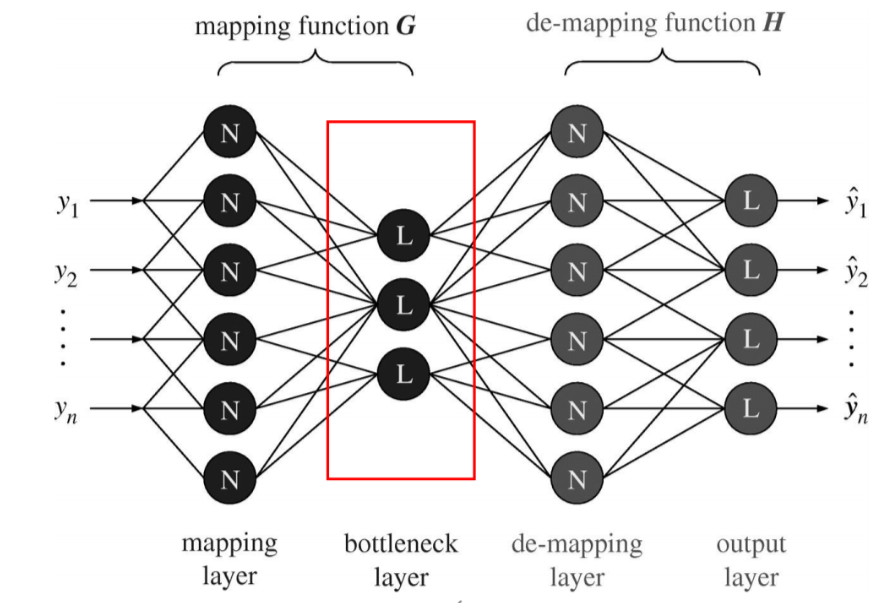 mapping function G
de-mapping function H
N N
y₁ N N L ŷ₁
L
y₂ N N L ŷ₂
L
N N L
L
yₙ N N L ŷₙ
N N
mapping layer
bottleneck layer
de-mapping layer
output layer